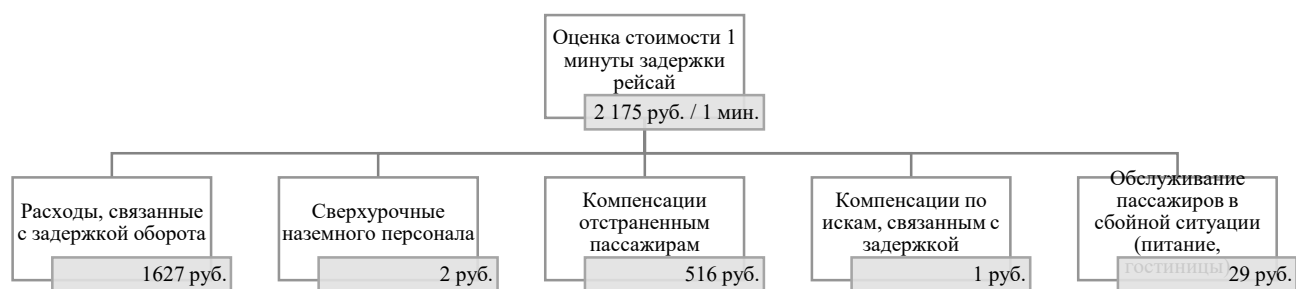 Оценка стоимости 1
минуты задержки
рейсай
2 175 руб. / 1 мин.
Расходы, связанные
с задержкой оборота
1627 руб.
Сверхурочные
наземного персонала
2 руб.
Компенсации
отстраненным
пассажирам
516 руб.
Компенсации по
искам, связанным с
задержкой
1 руб.
Обслуживание
пассажиров в
сбойной ситуации
(питание,
гостиницы)
29 руб.